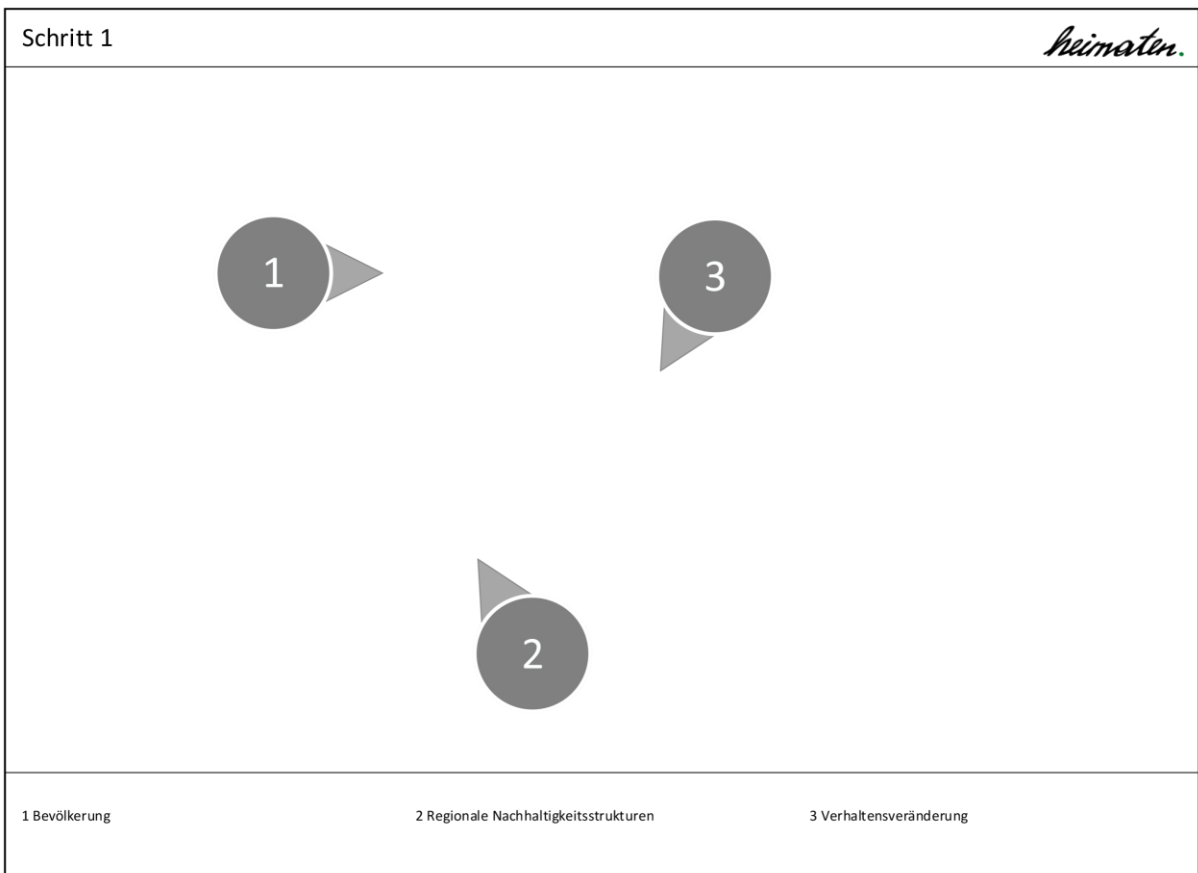 Schritt 1
heimaten.
1
3
2
1 Bevölkerung
2 Regionale Nachhaltigkeitsstrukturen
3 Verhaltensveränderung